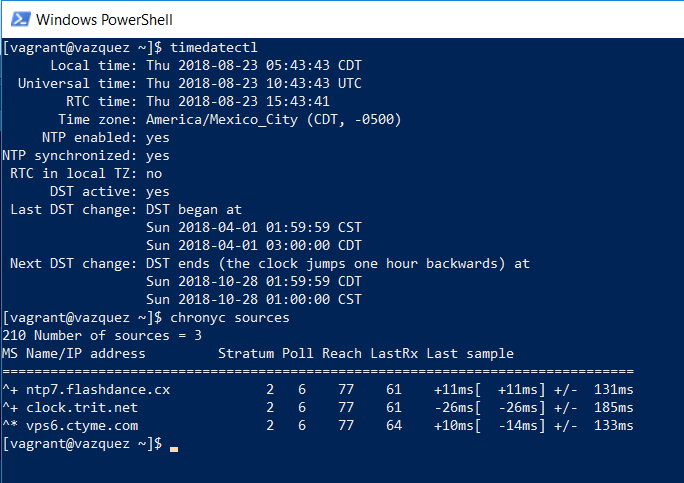 Windows PowerShell
[vagrant@vazquez ~]$ timedatectl
      Local time: Thu 2018-08-23 05:43:43 CDT
  Universal time: Thu 2018-08-23 10:43:43 UTC
        RTC time: Thu 2018-08-23 15:43:41
       Time zone: America/Mexico_City (CDT, -0500)
     NTP enabled: yes
NTP synchronized: yes
 RTC in local TZ: no
      DST active: yes
 Last DST change: DST began at
                  Sun 2018-04-01 01:59:59 CST
                  Sun 2018-04-01 03:00:00 CDT
 Next DST change: DST ends (the clock jumps one hour backwards) at
                  Sun 2018-10-28 01:59:59 CDT
                  Sun 2018-10-28 01:00:00 CST
[vagrant@vazquez ~]$ chronyc sources
210 Number of sources = 3
MS Name/IP address         Stratum Poll Reach LastRx Last sample
===============================================================================
^+ ntp7.flashdance.cx            2   6    77    61    +11ms[  +11ms] +/-  131ms
^+ clock.trit.net                2   6    77    61    -26ms[  -26ms] +/-  185ms
^* vps6.ctyme.com                2   6    77    64    +10ms[  -14ms] +/-  133ms
[vagrant@vazquez ~]$